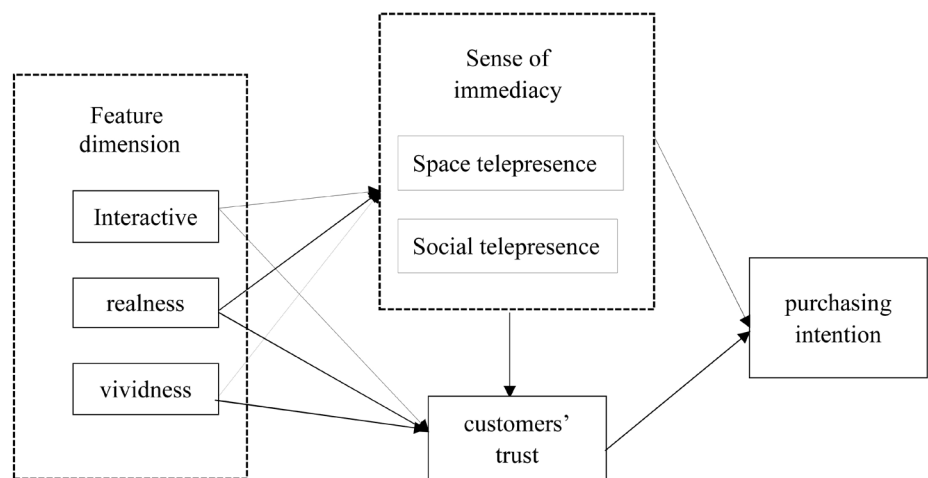 Feature
dimension
Interactive
realness
vividness
Sense of
immediacy
Space telepresence
Social telepresence
customers’
trust
purchasing
intention